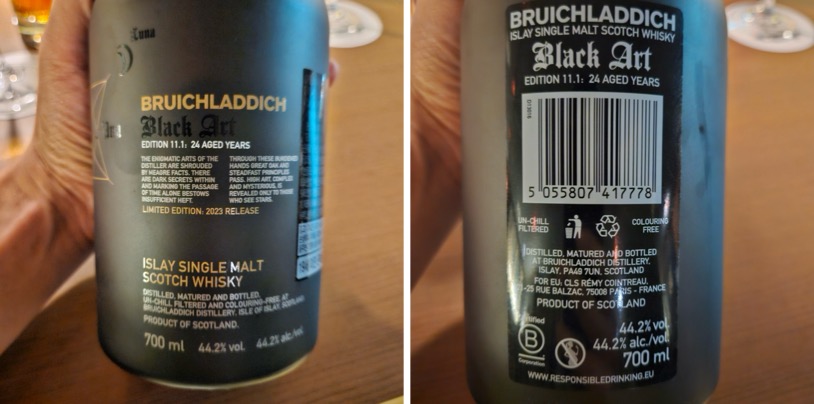 Luna
BRUICHLADDICH
Black Art
EDITION 11.1: 24 AGED YEARS
THE ENIGMATIC ARTS OF THE
DISTILLER ARE SHROUDED
BY MEAGRE FACTS. THERE
ARE DARK SECRETS WITHIN
AND MARKING THE PASSAGE
OF TIME ALONE BESTOWS
INSUFFICIENT HEFT.
THROUGH THESE
HANDS GREAT OAK AND
STEADFAST PRINCIPLES
PASS. HIGH ART, COMPLEX
AND MYSTERIOUS, IS
REVEALED ONLY TO THOSE
WHO SEE STARS.
LIMITED EDITION: 2023 RELEASE
ISLAY SINGLE MALT
SCOTCH WHISKY
DISTILLED, MATURED AND BOTTLED,
UN-CHILL FILTERED AND COLOURING-FREE, AT
BRUICHLADDICH DISTILLERY, ISLE OF ISLAY, SCOTLAND
PRODUCT OF SCOTLAND.
700 ml 44.2% vol. 44.2% alc./vol.
BRUICHLADDICH
ISLAY SINGLE MALT SCOTCH WHISKY
Black Art
EDITION 11.1: 24 AGED YEARS
5 055807 417778
UN-CHILL
FILTERED
COLOURING
FREE
DISTILLED, MATURED AND BOTTLED
AT BRUICHLADDICH DISTILLERY,
ISLAY, PA49 7UN, SCOTLAND
FOR EU: CLS RÉMY COINTREAU,
-25 RUE BALZAC, 75008 PARIS - FRANCE
PRODUCT OF SCOTLAND
Certified
B
Corporation
44.2% vol.
44.2% alc./vol.
700 ml
WWW.RESPONSIBLEDRINKING.EU